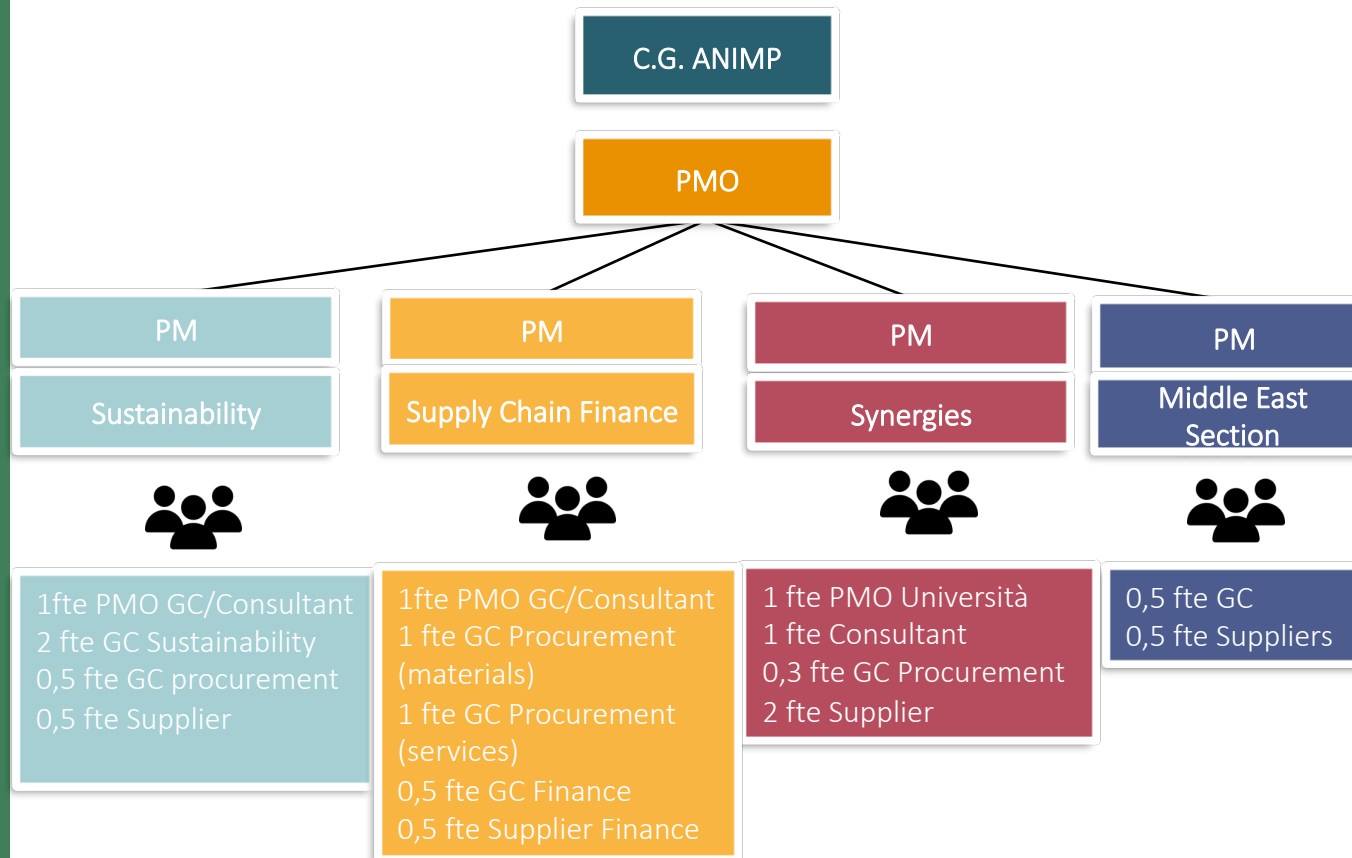 C.G. ANIMP
PMO
PM
Sustainability
PM
Supply Chain Finance
PM
Synergies
PM
Middle East
Section
1fte PMO GC/Consultant
2 fte GC Sustainability
0,5 fte GC procurement
0,5 fte Supplier
1fte PMO GC/Consultant
1 fte GC Procurement
(materials)
1 fte GC Procurement
(services)
0,5 fte GC Finance
0,5 fte Supplier Finance
1 fte PMO Università
1 fte Consultant
0,3 fte GC Procurement
2 fte Supplier
0,5 fte GC
0,5 fte Suppliers